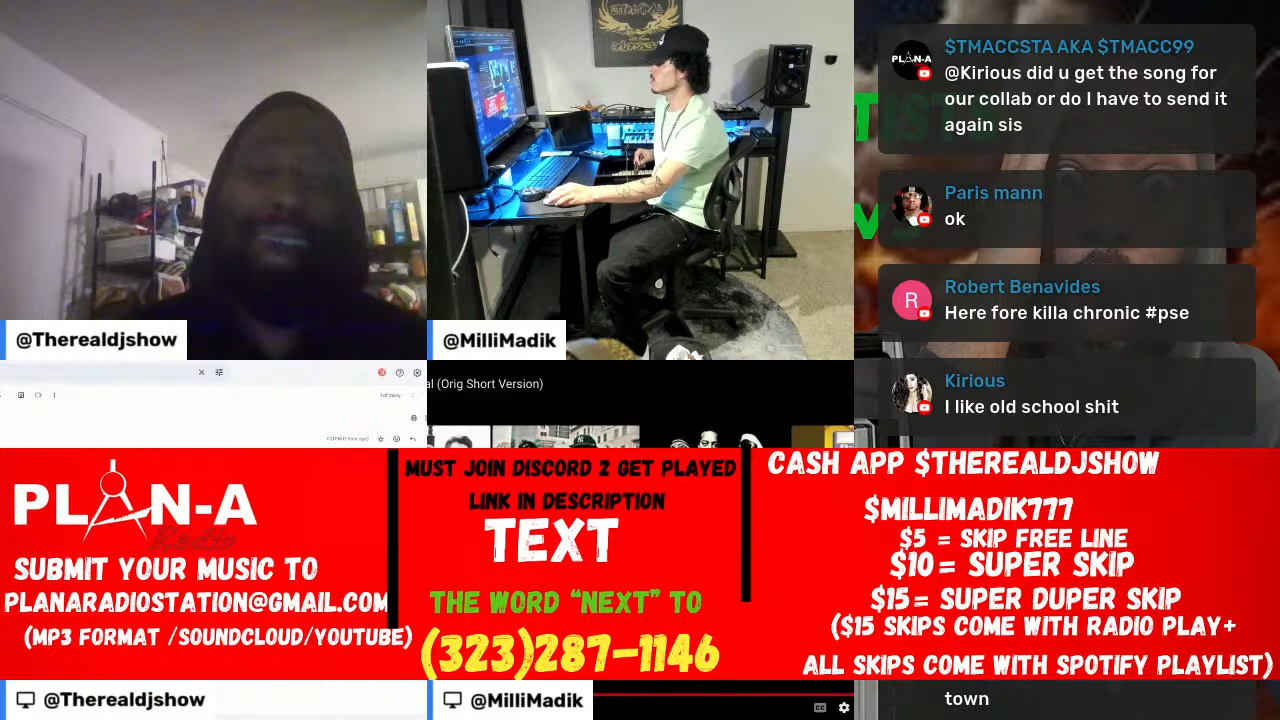 $TMACCSTA AKA $TMACC99
@Kirious did u get the song for
our collab or do I have to send it
again sis
Paris mann
ok
Robert Benavides
Here fore killa chronic #pse
Kirious
I like old school shit
@Therealdjshow
@MilliMadik
al (Orig Short Version)
PLAN-A
Radio
SUBMIT YOUR MUSIC TO
PLANARADIOSTATION@GMAIL.COM
(MP3 FORMAT /SOUNDCLOUD/YOUTUBE)
MUST JOIN DISCORD 2 GET PLAYED
LINK IN DESCRIPTION
TEXT
THE WORD “NEXT” TO
(323)287-1146
CASH APP $THEREALDJSHOW
$MILLIMADIK777
$5 = SKIP FREE LINE
$10 = SUPER SKIP
$15 = SUPER DUPER SKIP
($15 SKIPS COME WITH RADIO PLAY+
ALL SKIPS COME WITH SPOTIFY PLAYLIST)
@Therealdjshow
@MilliMadik
town